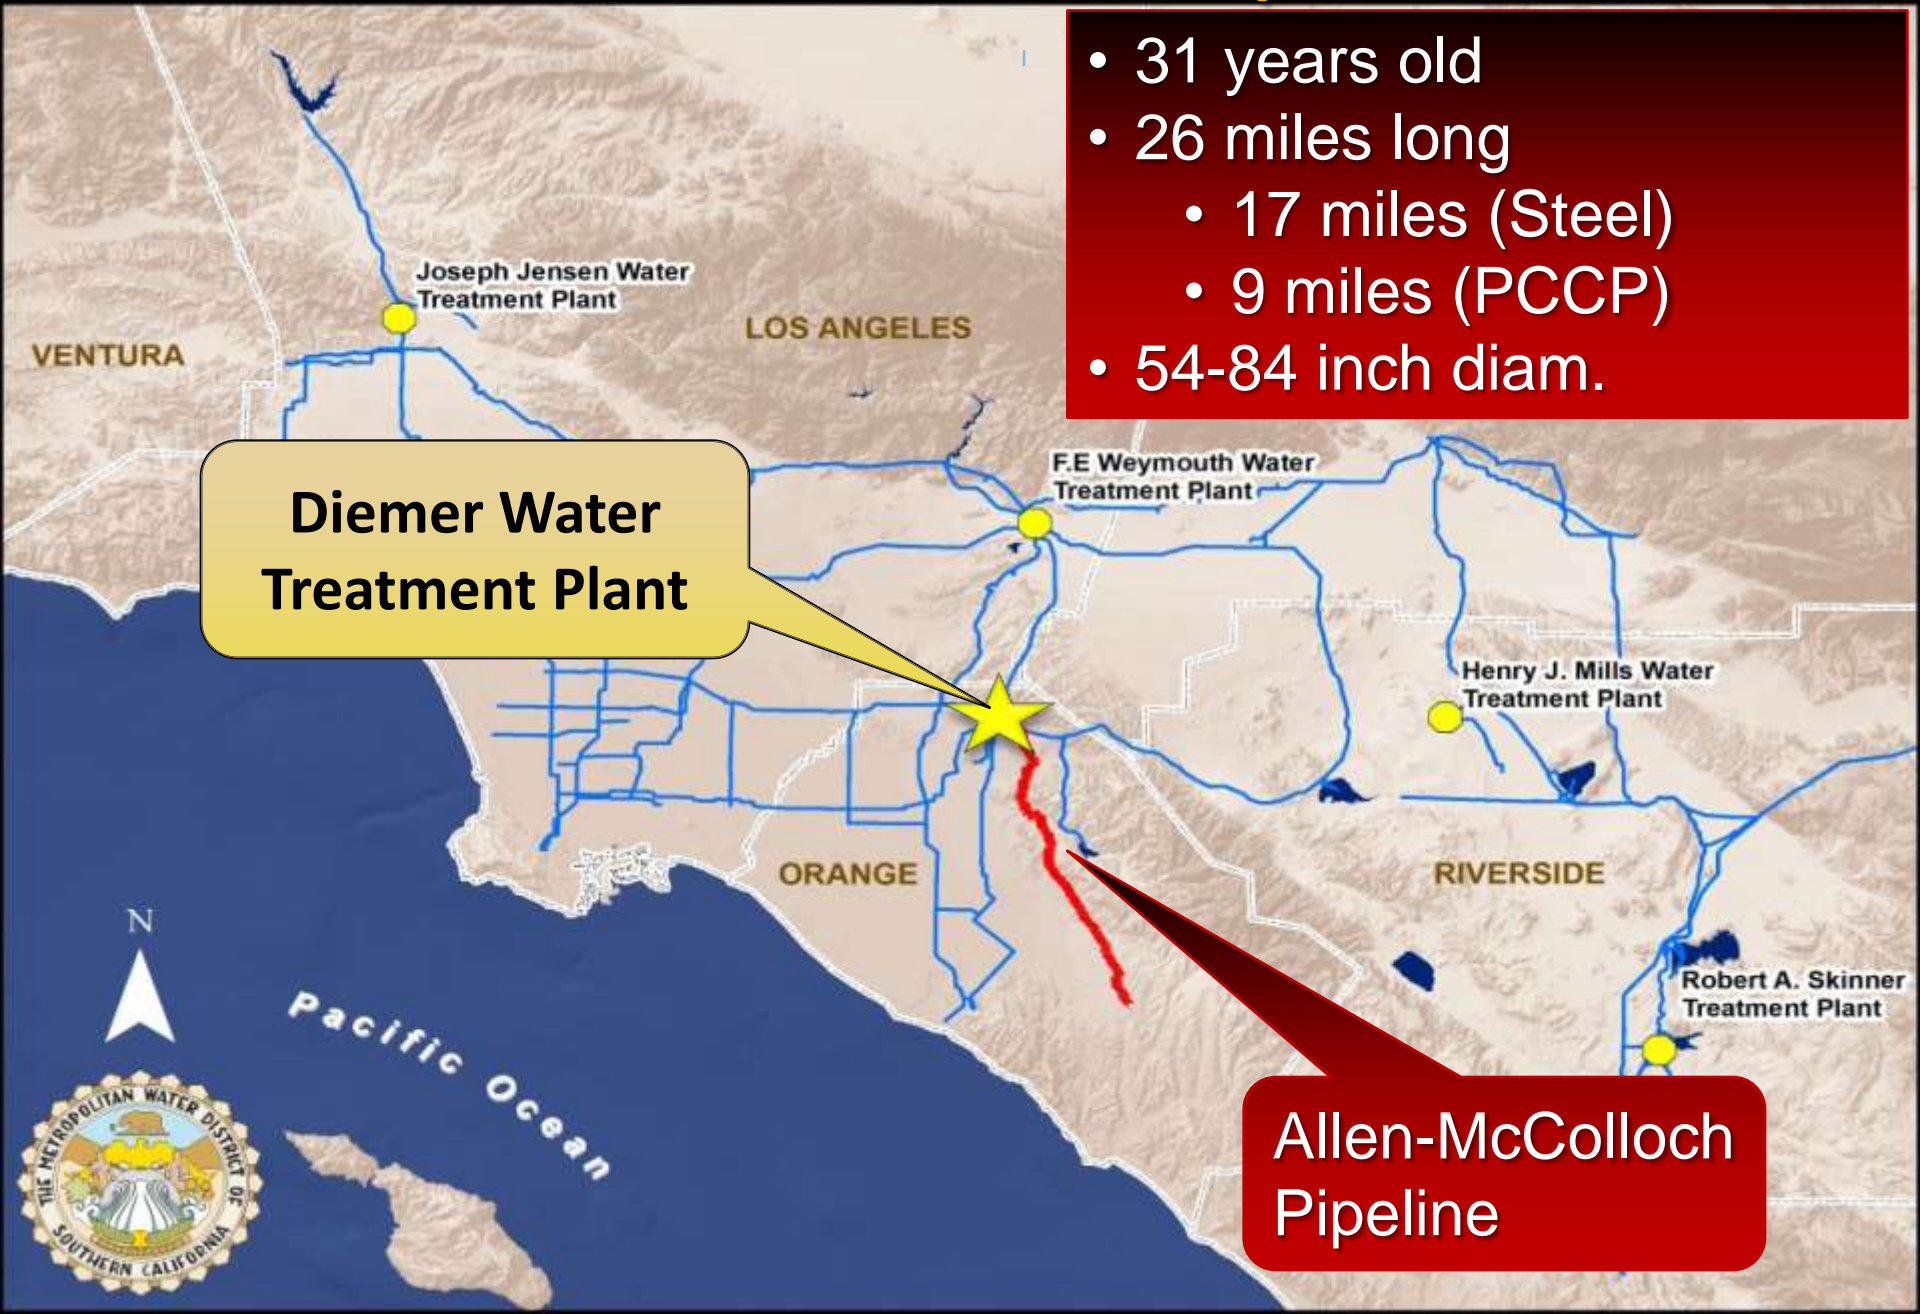 • 31 years old
• 26 miles long
• 17 miles (Steel)
• 9 miles (PCCP)
• 54-84 inch diam.
Joseph Jensen Water
Treatment Plant
LOS ANGELES
VENTURA
F.E Weymouth Water
Treatment Plant
Diemer Water
Treatment Plant
Henry J. Mills Water
Treatment Plant
ORANGE
RIVERSIDE
N
Robert A. Skinner
Treatment Plant
Pacific Ocean
Allen-McColloch
Pipeline
THE METROPOLITAN WATER DISTRICT OF
SOUTHERN CALIFORNIA